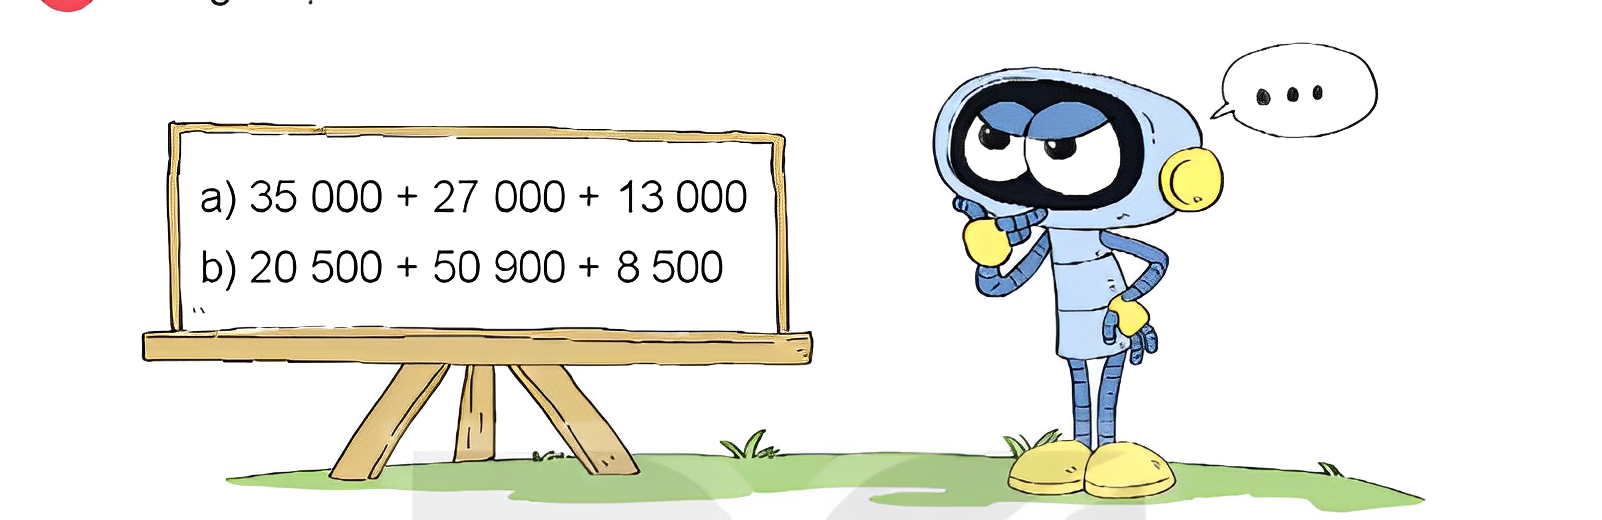 a) 35 000 + 27 000 + 13 000
b) 20 500 + 50 900 + 8 500